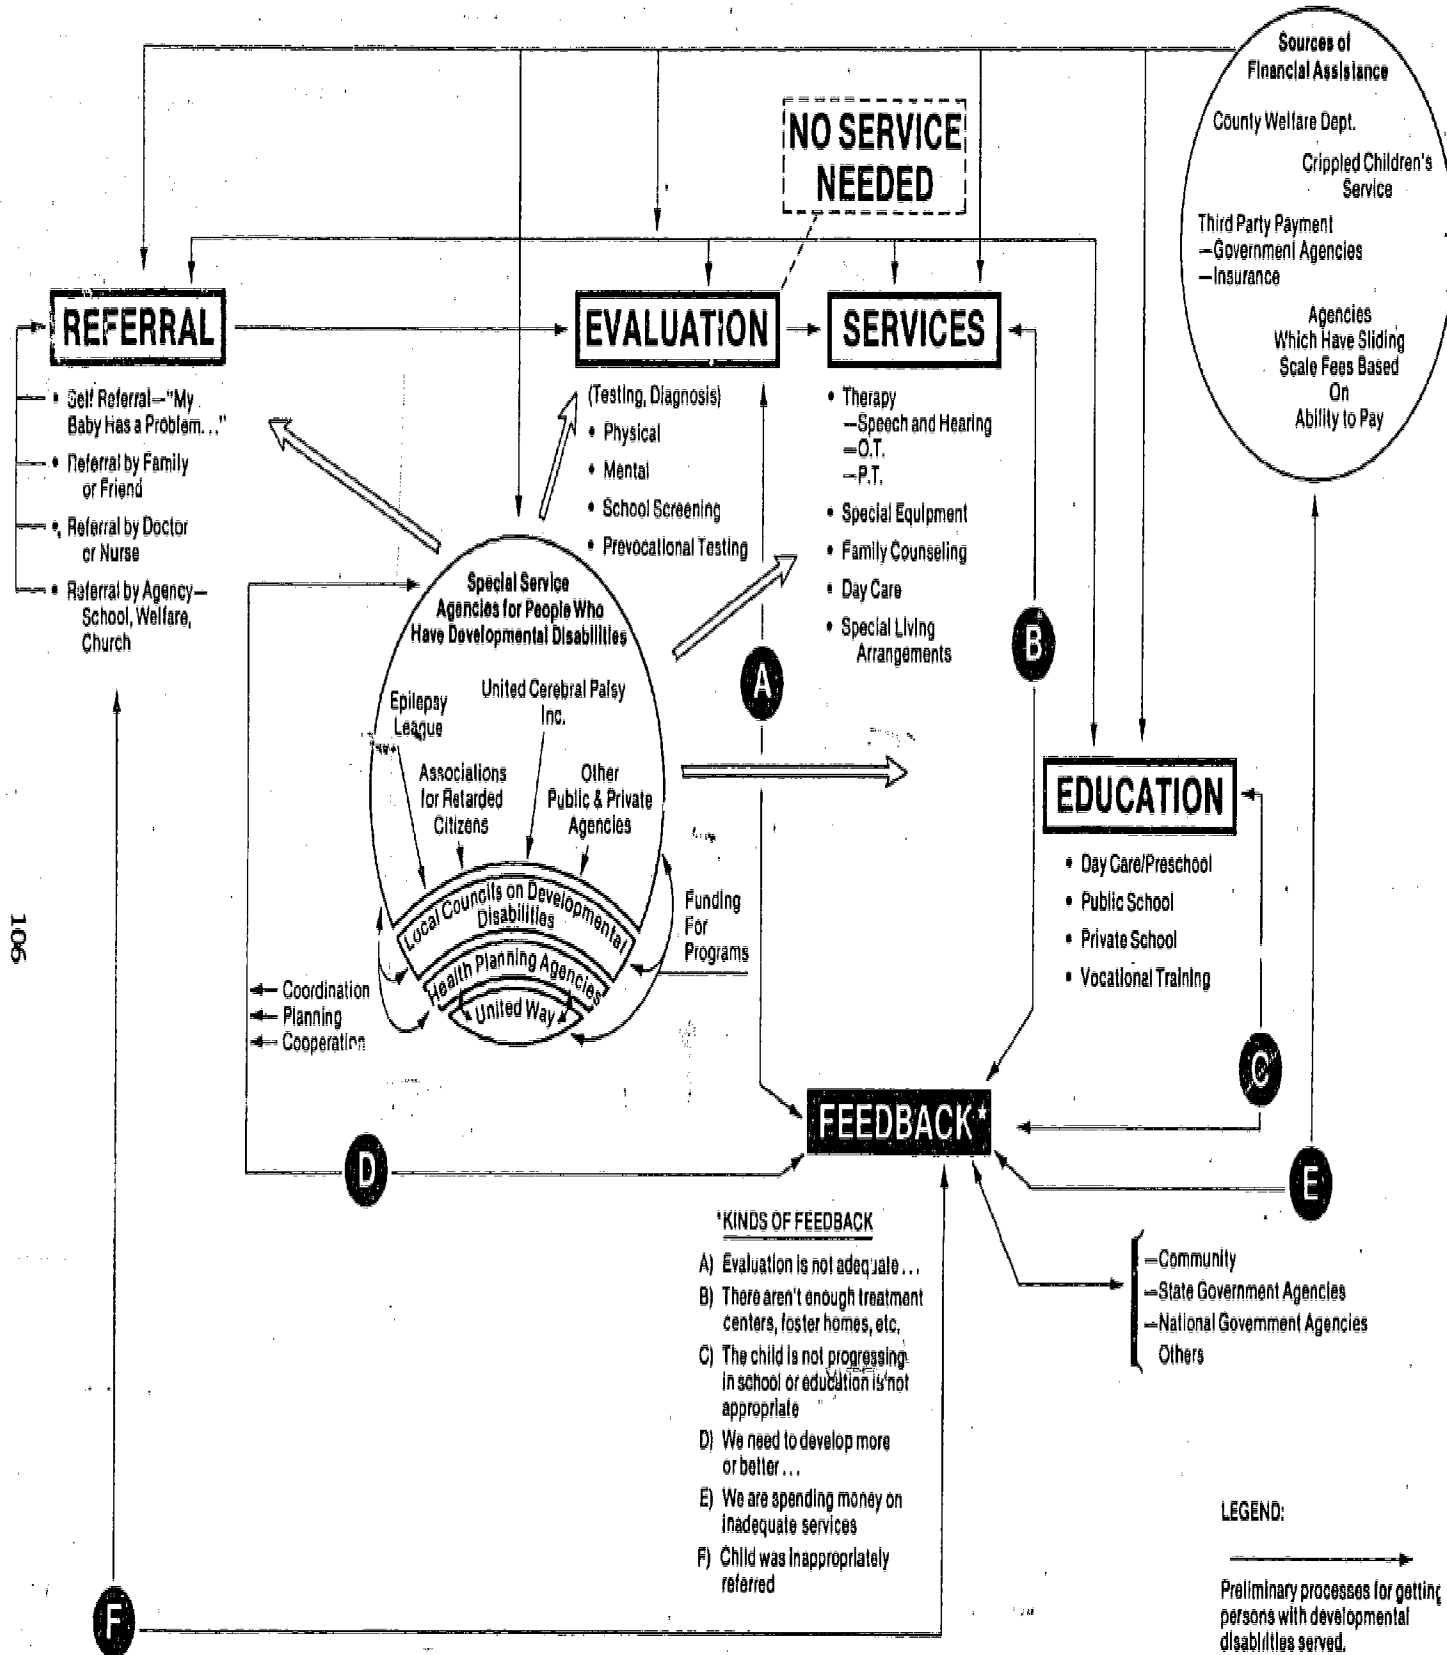 Sources of
Financial Assistance
County Welfare Dept.
Crippled Children's
Service
Third Party Payment
—Government Agencies
—Insurance
Agencies
Which Have Sliding
Scale Fees Based
On
Ability to Pay
NO SERVICE
NEEDED
REFERRAL
• Self Referral—"My
Baby Has a Problem..."
• Referral by Family
or Friend
• Referral by Doctor
or Nurse
• Referral by Agency—
School, Welfare,
Church
EVALUATION
(Testing, Diagnosis)
• Physical
• Mental
• School Screening
• Prevocational Testing
SERVICES
• Therapy
—Speech and Hearing
—O.T.
—P.T.
• Special Equipment
• Family Counseling
• Day Care
• Special Living
Arrangements
Special Service
Agencies for People Who
Have Developmental Disabilities
Epilepsy
League
United Cerebral Palsy
Inc.
Associations
for Retarded
Citizens
Other
Public & Private
Agencies
Local Councils on Developmental
Disabilities
Health Planning Agencies
United Way
Funding
For
Programs
Coordination
Planning
Cooperation
A
B
EDUCATION
• Day Care/Preschool
• Public School
• Private School
• Vocational Training
C
FEEDBACK*
D
E
*KINDS OF FEEDBACK
A) Evaluation is not adequate...
B) There aren't enough treatment
centers, foster homes, etc.
C) The child is not progressing
in school or education is not
appropriate
D) We need to develop more
or better...
E) We are spending money on
inadequate services
F) Child was inappropriately
referred
—Community
—State Government Agencies
—National Government Agencies
Others
F
LEGEND:
Preliminary processes for getting
persons with developmental
disabilities served.
106